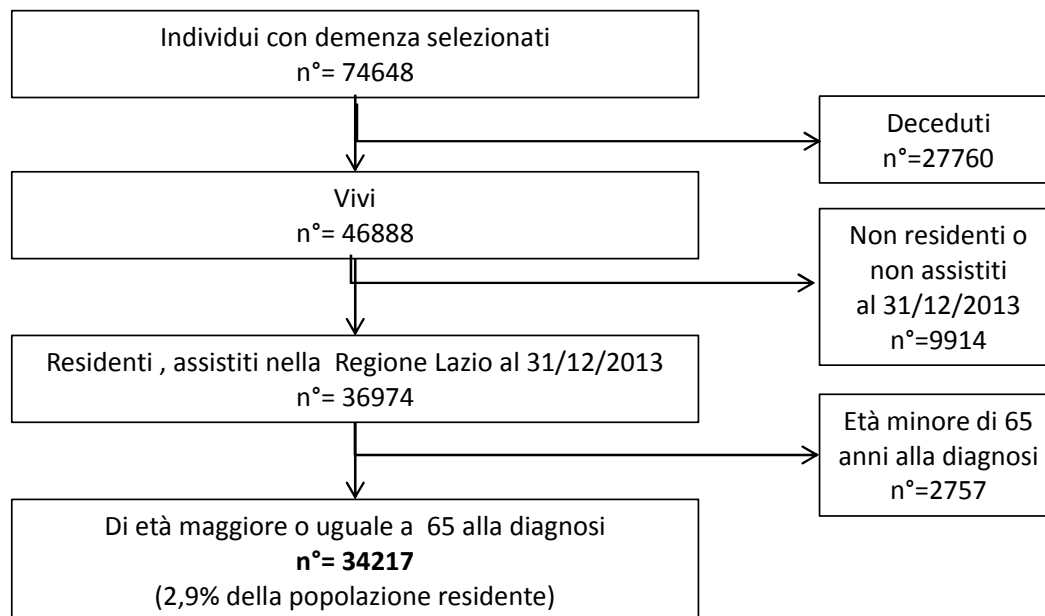 Individui con demenza selezionati
n°= 74648
Deceduti
n°=27760
Vivi
n°= 46888
Non residenti o
non assistiti
al 31/12/2013
n°=9914
Residenti , assistiti nella Regione Lazio al 31/12/2013
n°= 36974
Età minore di 65
anni alla diagnosi
n°=2757
Di età maggiore o uguale a 65 alla diagnosi
n°= 34217
(2,9% della popolazione residente)